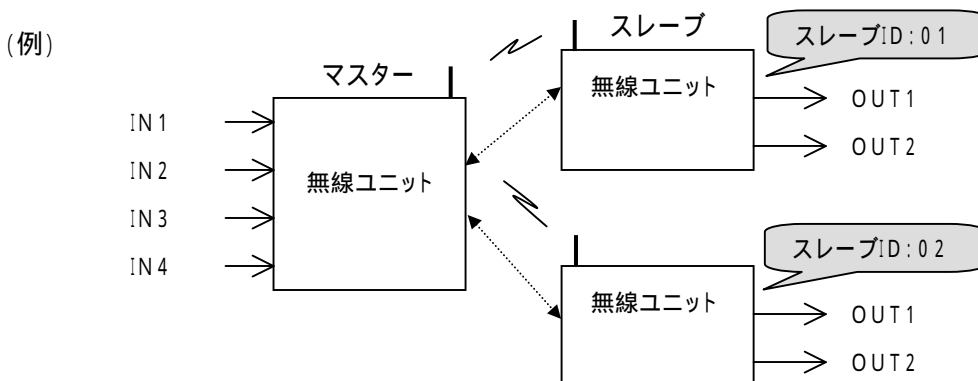 (例)
マスター
IN1
IN2
IN3
IN4
無線ユニット
スレーブ
スレーブID:01
無線ユニット
OUT1
OUT2
スレーブID:02
無線ユニット
OUT1
OUT2